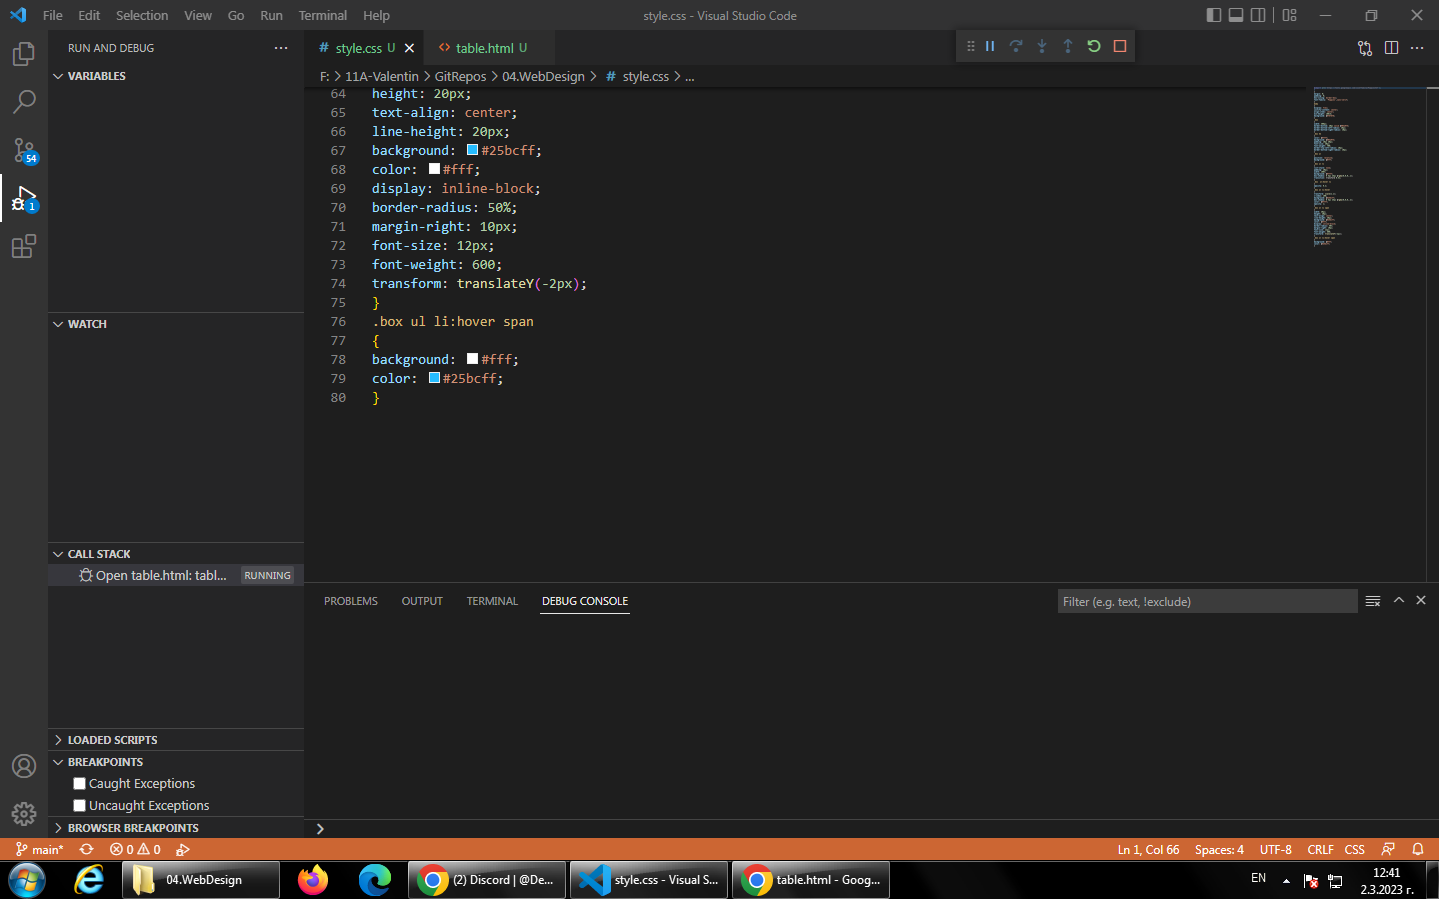 File Edit Selection View Go Run Terminal Help
style.css - Visual Studio Code
RUN AND DEBUG
style.css U
table.html U
F: > 11A-Valentin > GitRepos > 04.WebDesign > # style.css > ...
VARIABLES
64 height: 20px;
65 text-align: center;
66 line-height: 20px;
67 background: #25bcff;
68 color: #fff;
69 display: inline-block;
70 border-radius: 50%;
71 margin-right: 10px;
72 font-size: 12px;
73 font-weight: 600;
74 transform: translateY(-2px);
75 }
76 .box ul li:hover span
77 {
78 background: #fff;
79 color: #25bcff;
80 }
54
1
WATCH
CALL STACK
Open table.html: tabl... RUNNING
PROBLEMS OUTPUT TERMINAL DEBUG CONSOLE
Filter (e.g. text, !exclude)
LOADED SCRIPTS
BREAKPOINTS
Caught Exceptions
Uncaught Exceptions
BROWSER BREAKPOINTS
main* 0 0
Ln 1, Col 66 Spaces: 4 UTF-8 CRLF CSS
04.WebDesign
(2) Discord | @De...
style.css - Visual S...
table.html - Goog...
EN
12:41
2.3.2023 г.